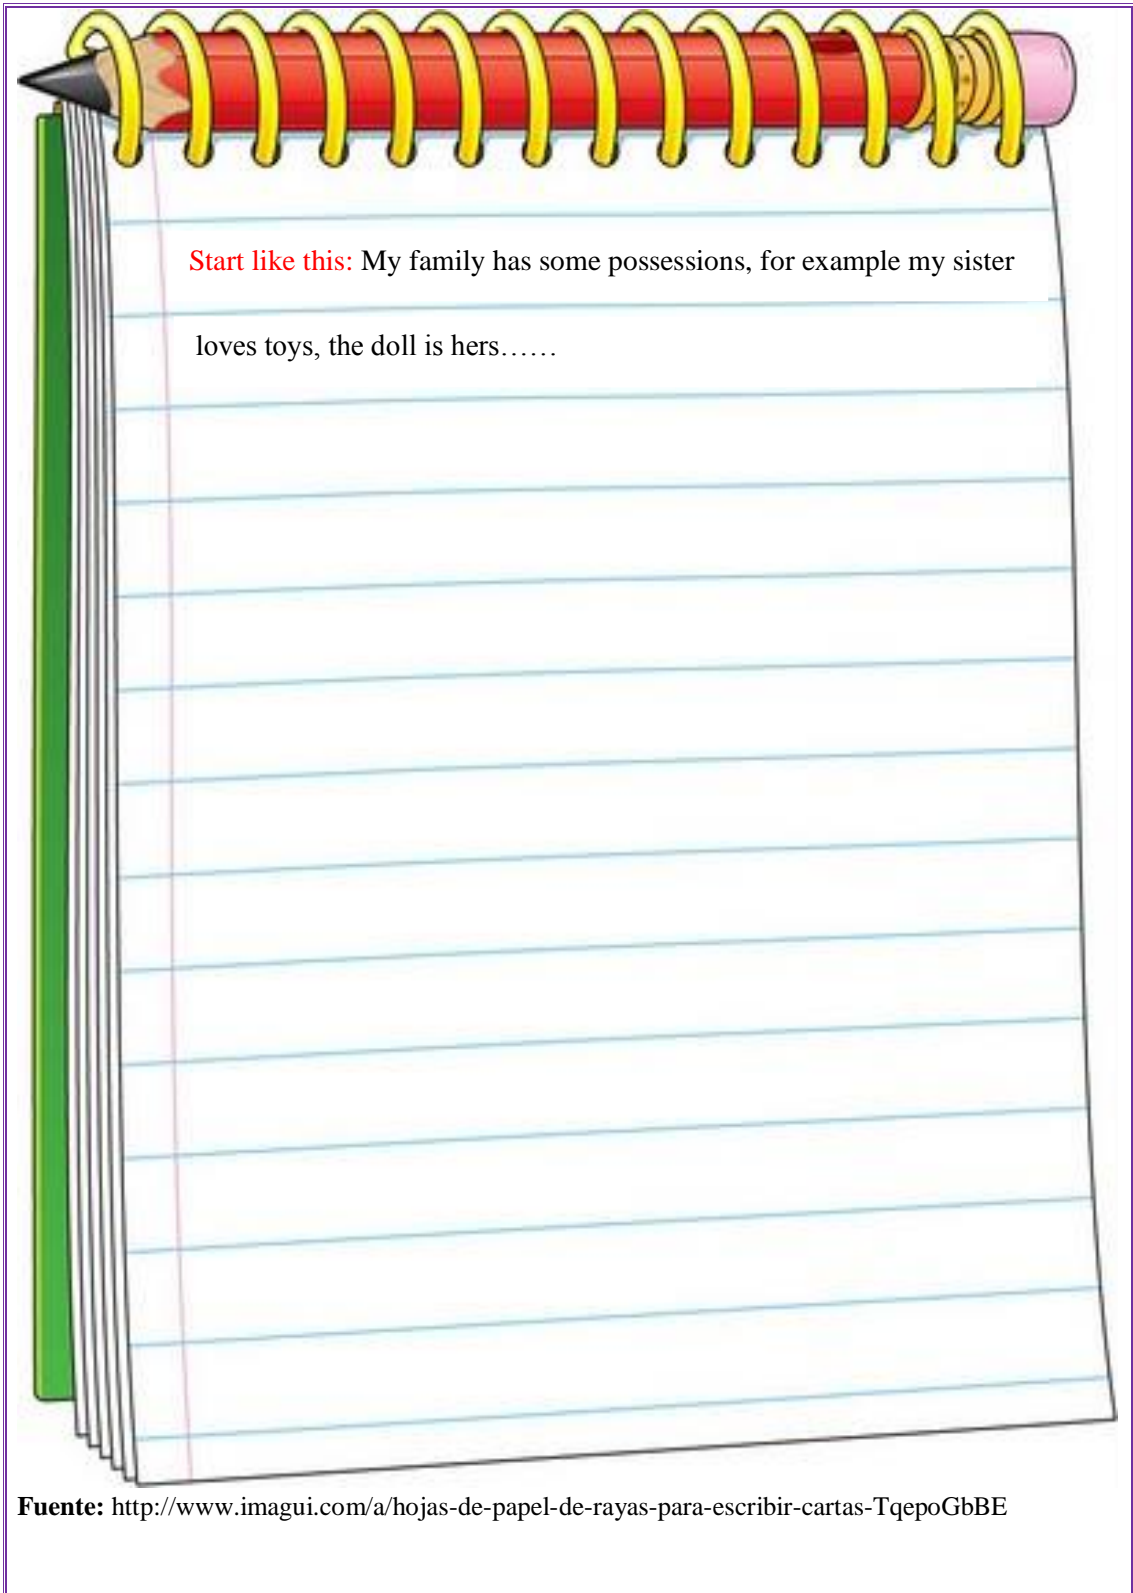 Start like this: My family has some possessions, for example my sister
loves toys, the doll is hers……
Fuente: http://www.imagui.com/a/hojas-de-papel-de-rayas-para-escribir-cartas-TqepoGbBE